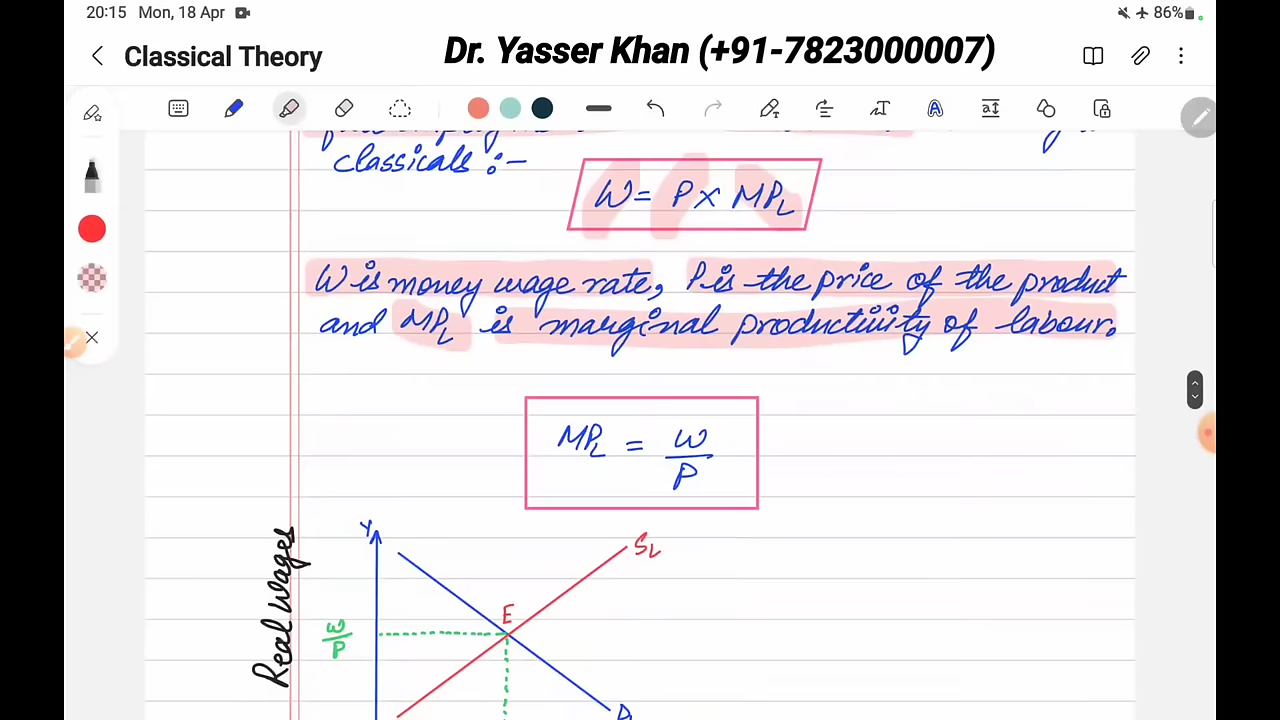 20:15 Mon, 18 Apr
86%
Classical Theory
Dr. Yasser Khan (+91-7823000007)
classicals :-
W = P x MPL
W is money wage rate, P is the price of the product
and MPL is marginal productivity of labour.
MPL = W/P
Y
SL
Real Wages
E
W/P
D